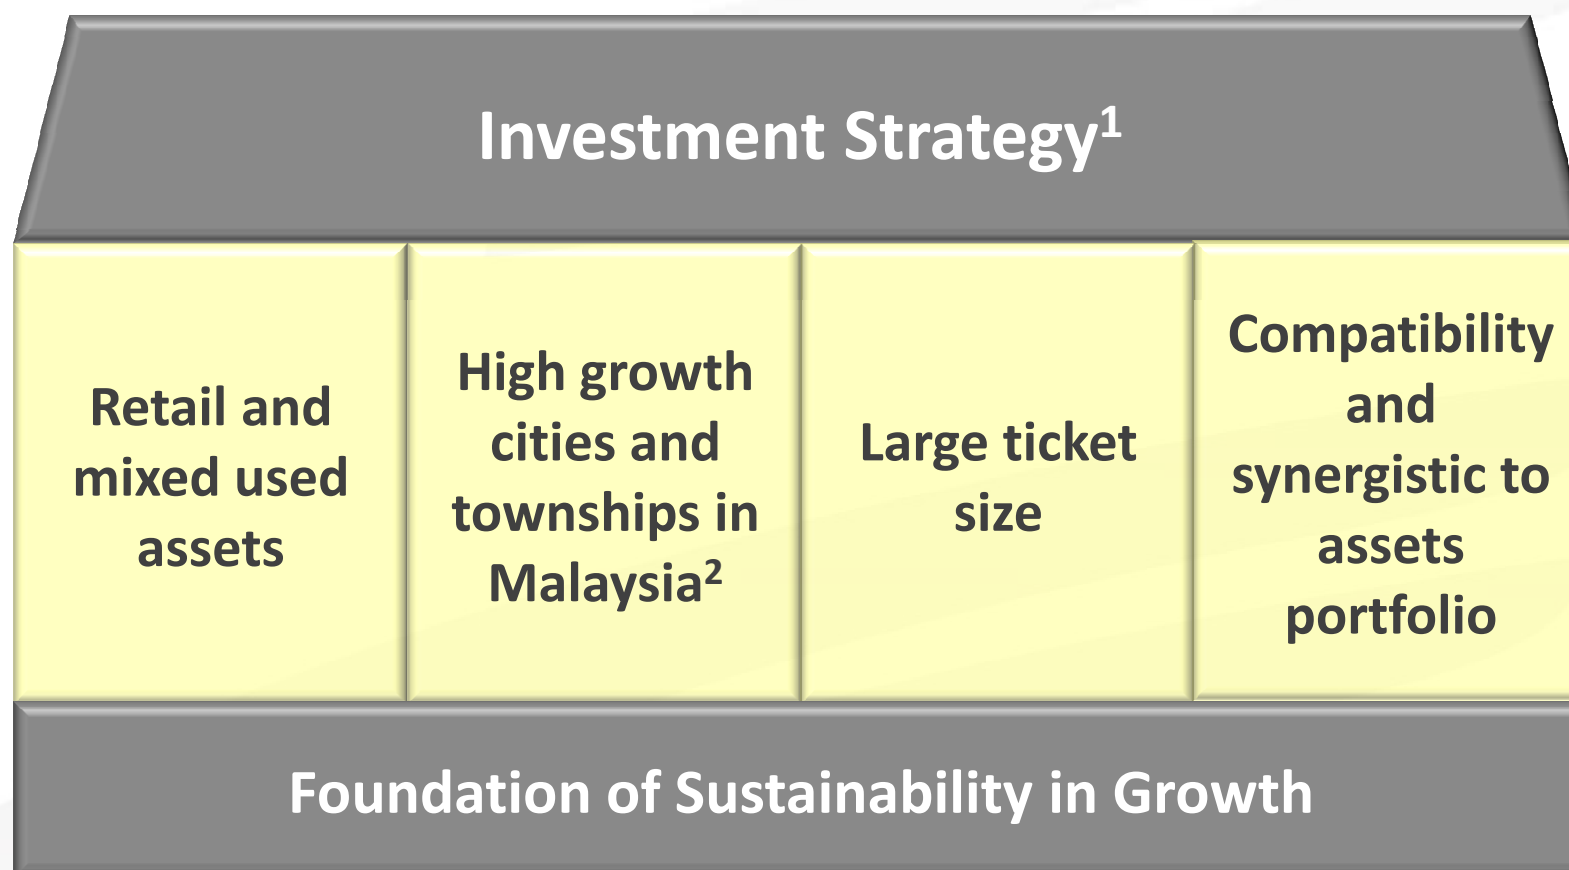 Investment Strategy¹
Retail and
mixed used
assets
High growth
cities and
townships in
Malaysia²
Large ticket
size
Compatibility
and
synergistic to
assets
portfolio
Foundation of Sustainability in Growth